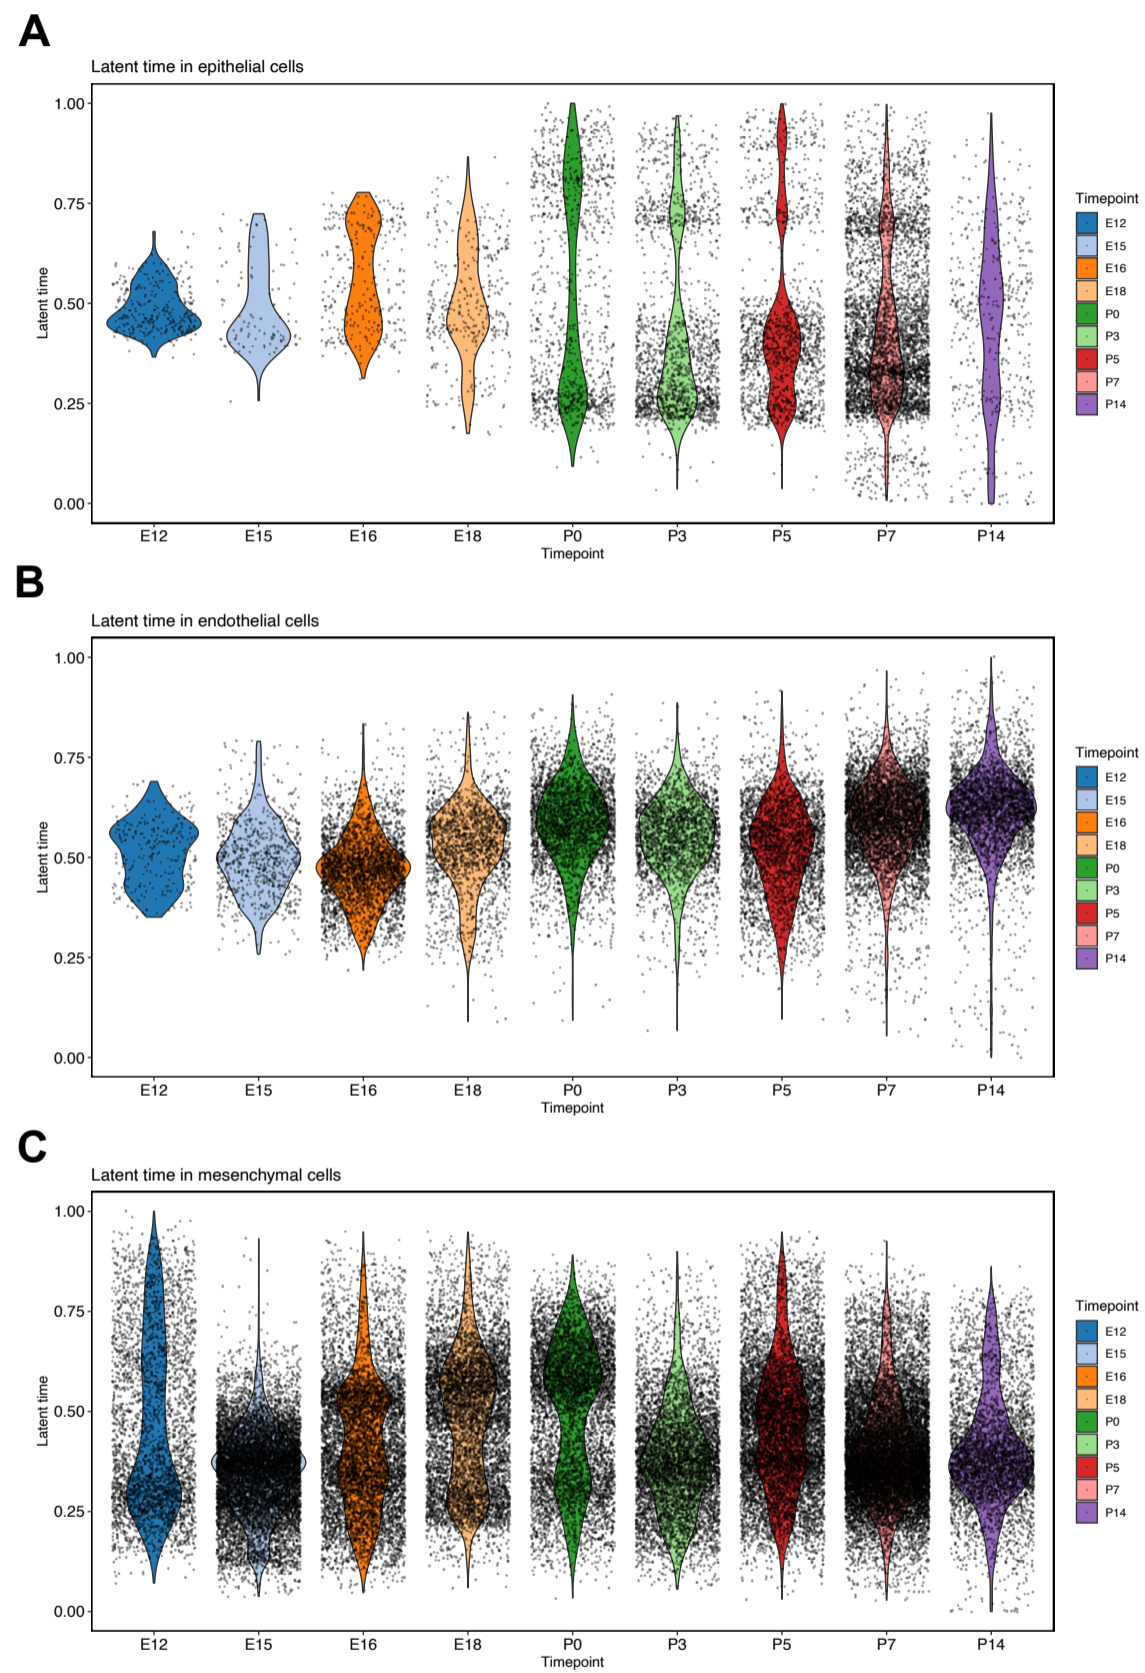 A
Latent time in epithelial cells
Latent time
1.00
0.75
0.50
0.25
0.00
E12 E15 E16 E18 P0 P3 P5 P7 P14
Timepoint
Timepoint
E12
E15
E16
E18
P0
P3
P5
P7
P14
B
Latent time in endothelial cells
Latent time
1.00
0.75
0.50
0.25
0.00
E12 E15 E16 E18 P0 P3 P5 P7 P14
Timepoint
Timepoint
E12
E15
E16
E18
P0
P3
P5
P7
P14
C
Latent time in mesenchymal cells
Latent time
1.00
0.75
0.50
0.25
0.00
E12 E15 E16 E18 P0 P3 P5 P7 P14
Timepoint
Timepoint
E12
E15
E16
E18
P0
P3
P5
P7
P14